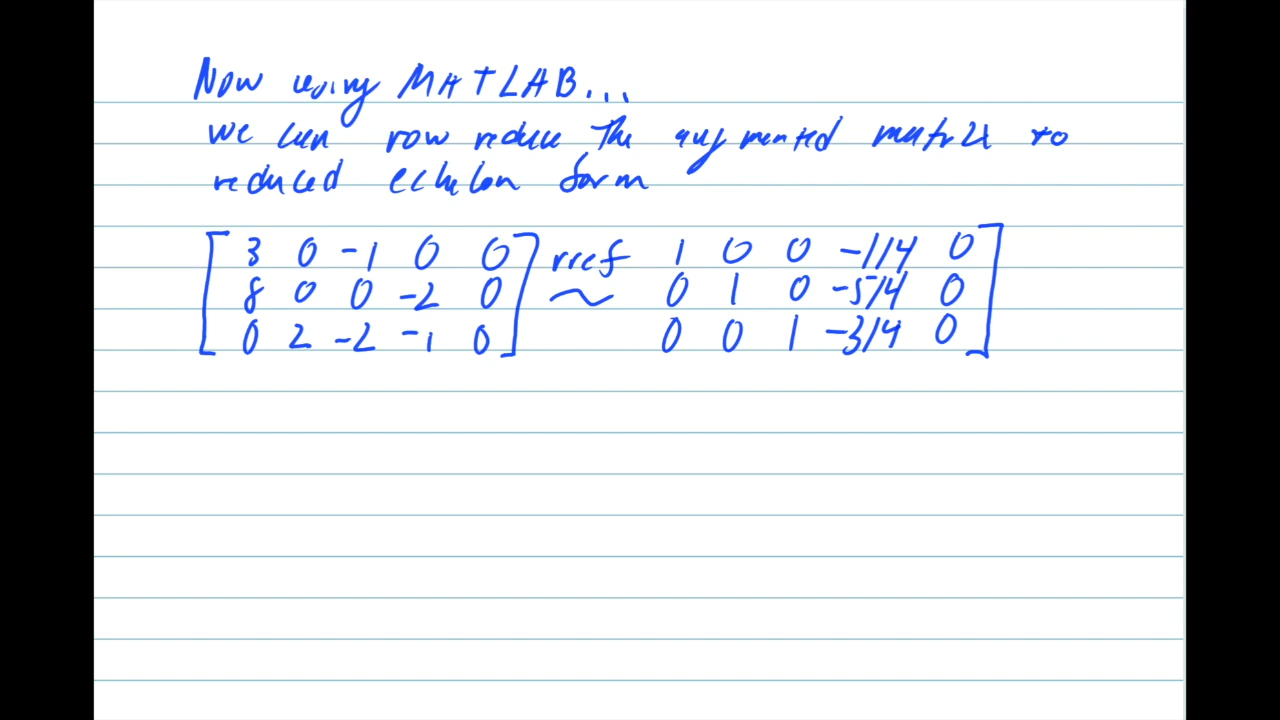 Now using MATLAB...
we can row reduce the augmented matrix to
reduced echelon form
[ 3 0 -1 0 0 ] rref 1 0 0 -1/4 0 ]
8 0 0 -2 0 ~ 0 1 0 -5/4 0
0 2 -2 -1 0 0 0 1 -3/4 0